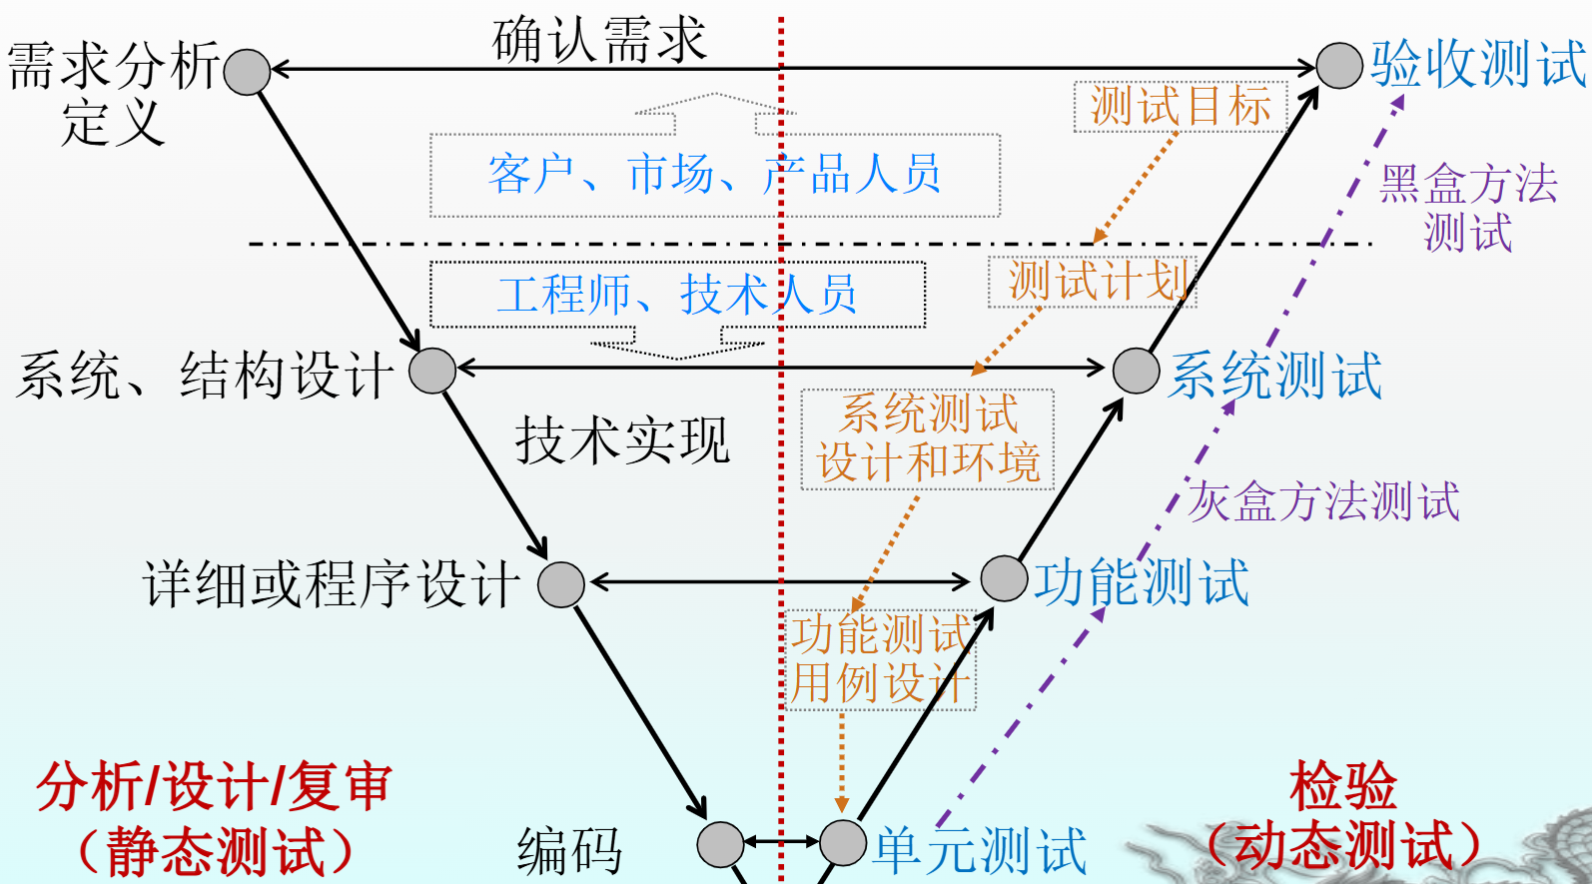 确认需求
需求分析
定义
验收测试
测试目标
客户、市场、产品人员
黑盒方法
测试
工程师、技术人员
测试计划
系统、结构设计
系统测试
技术实现
系统测试
设计和环境
灰盒方法测试
详细或程序设计
功能测试
功能测试
用例设计
分析/设计/复审
（静态测试）
检验
（动态测试）
编码
单元测试